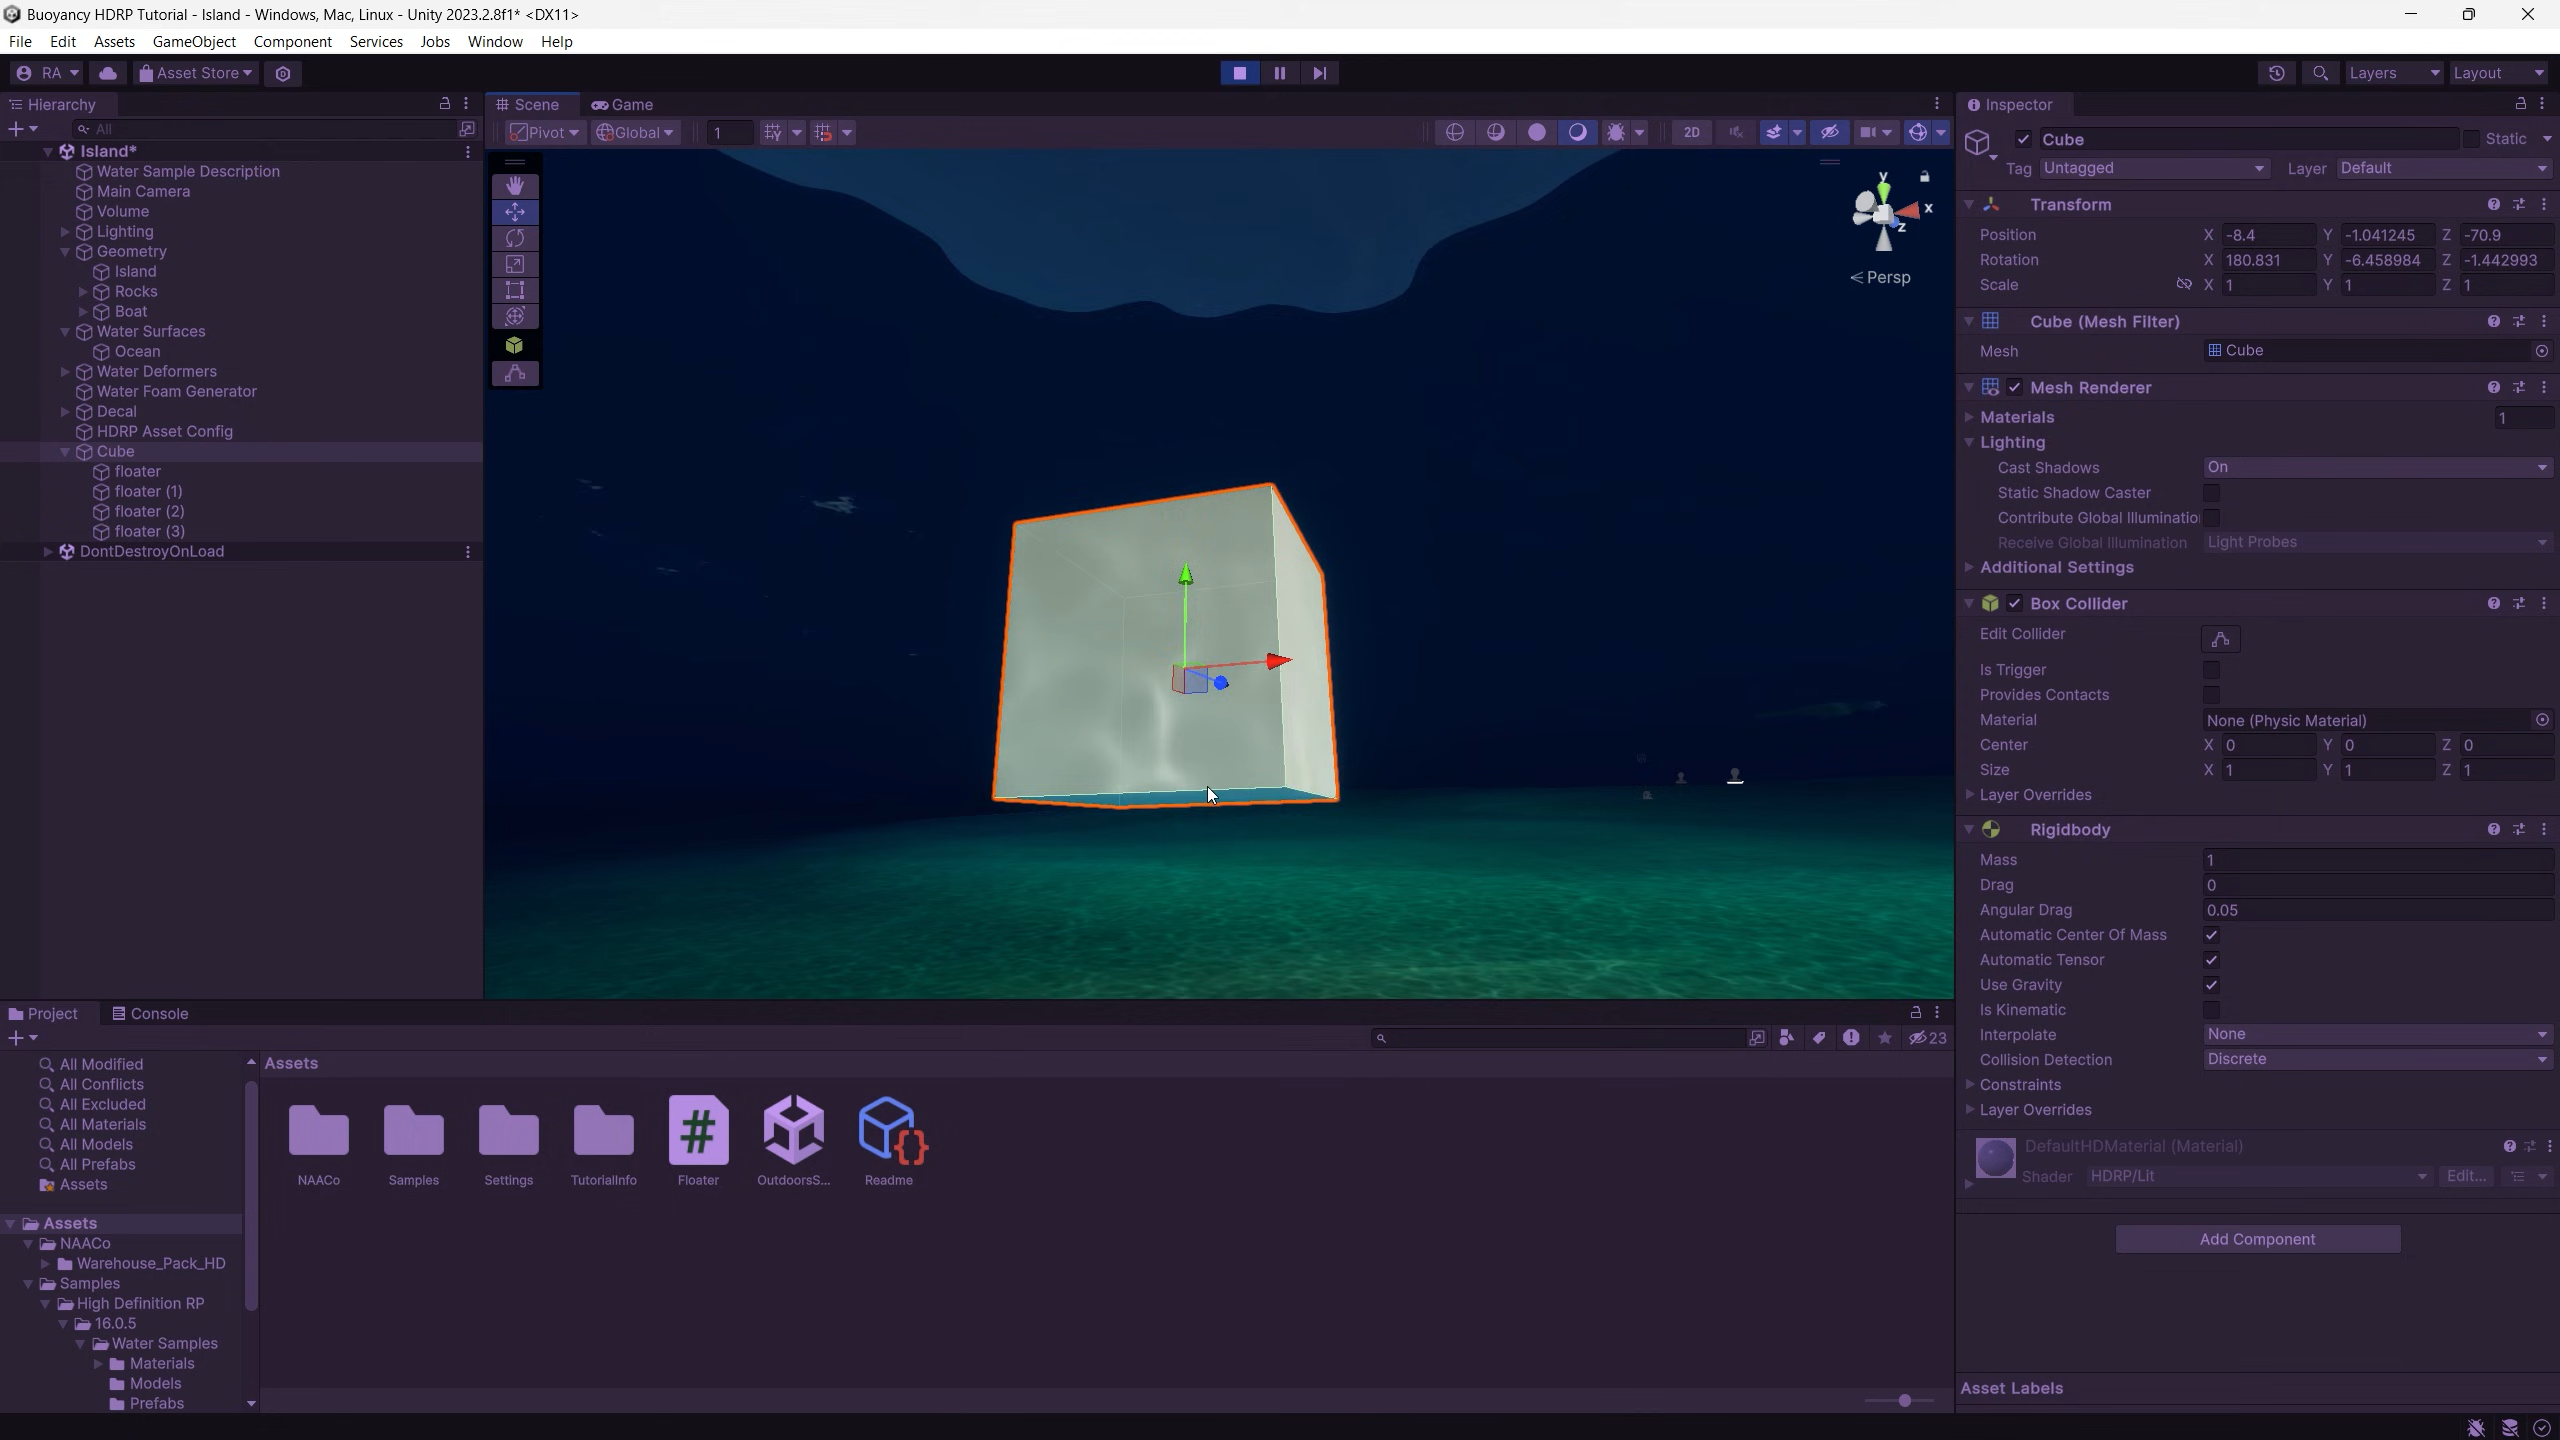 Buoyancy HDRP Tutorial - Island - Windows, Mac, Linux - Unity 2023.2.8f1* <DX11>
File Edit Assets GameObject Component Services Jobs Window Help
RA Asset Store Layers Layout
Hierarchy
All
Island*
Water Sample Description
Main Camera
Volume
Lighting
Geometry
Island
Rocks
Boat
Water Surfaces
Ocean
Water Deformers
Water Foam Generator
Decal
HDRP Asset Config
Cube
floater
floater (1)
floater (2)
floater (3)
DontDestroyOnLoad
Scene Game
Pivot Global 1 2D
y
x
z
Persp
Inspector
Cube Static
Tag Untagged Layer Default
Transform
Position X -8.4 Y -1.041245 Z -70.9
Rotation X 180.831 Y -6.458984 Z -1.442993
Scale X 1 Y 1 Z 1
Cube (Mesh Filter)
Mesh Cube
Mesh Renderer
Materials 1
Lighting
Cast Shadows On
Static Shadow Caster
Contribute Global Illuminatio
Receive Global Illumination Light Probes
Additional Settings
Box Collider
Edit Collider
Is Trigger
Provides Contacts
Material None (Physic Material)
Center X 0 Y 0 Z 0
Size X 1 Y 1 Z 1
Layer Overrides
Rigidbody
Mass 1
Drag 0
Angular Drag 0.05
Automatic Center Of Mass
Automatic Tensor
Use Gravity
Is Kinematic
Interpolate None
Collision Detection Discrete
Constraints
Layer Overrides
DefaultHDMaterial (Material)
Shader HDRP/Lit Edit...
Add Component
Asset Labels
Project Console
23
All Modified
All Conflicts
All Excluded
All Materials
All Models
All Prefabs
Assets
Assets
NAACo
Warehouse_Pack_HD
Samples
High Definition RP
16.0.5
Water Samples
Materials
Models
Prefabs
Assets
NAACo Samples Settings TutorialInfo Floater OutdoorsS... Readme